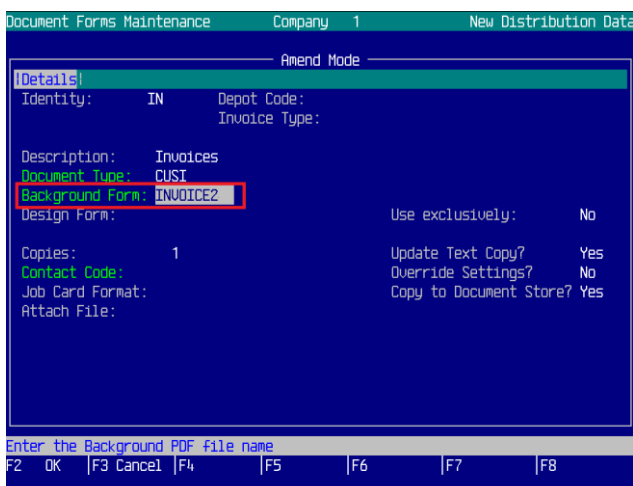 Document Forms Maintenance Company 1 New Distribution Data
Amend Mode
|Details|
Identity: IN Depot Code:
Invoice Type:
Description: Invoices
Document Type: CUSI
Background Form: INVOICE2
Design Form: Use exclusively: No
Copies: 1 Update Text Copy? Yes
Contact Code: Override Settings? No
Job Card Format: Copy to Document Store? Yes
Attach File:
Enter the Background PDF file name
F2 OK |F3 Cancel |F4 |F5 |F6 |F7 |F8